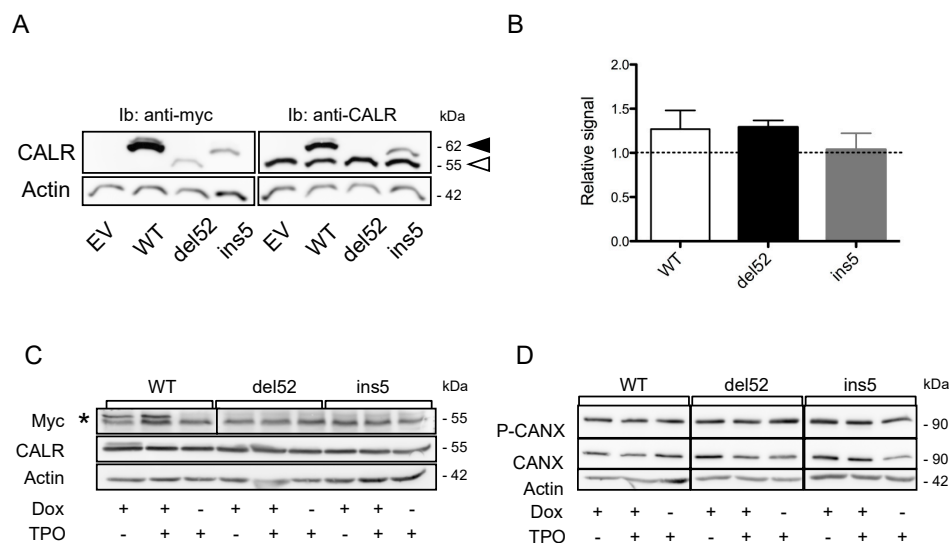 A
Ib: anti-myc Ib: anti-CALR kDa
CALR - 62
- 55
Actin - 42
EV WT del52 ins5 EV WT del52 ins5
B
Relative signal
2.0
1.5
1.0
0.5
0.0
WT del52 ins5
C
WT del52 ins5 kDa
Myc * - 55
CALR - 55
Actin - 42
Dox + + - + + - + + -
TPO - + + - + + - + +
D
WT del52 ins5 kDa
P-CANX - 90
CANX - 90
Actin - 42
Dox + + - + + - + + -
TPO - + + - + + - + +